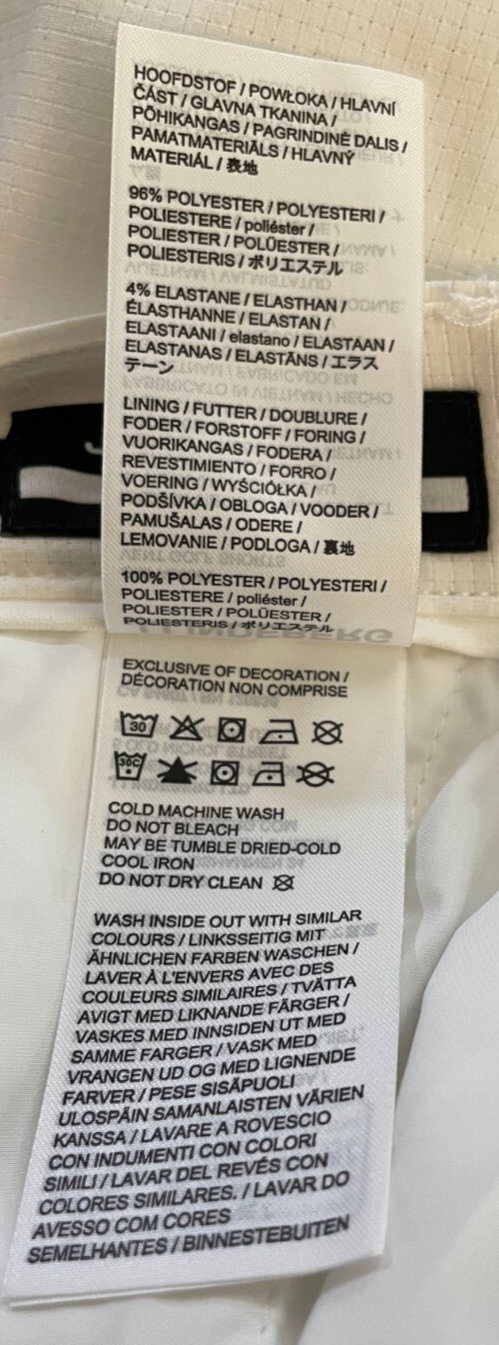 HOOFDSTOF / POWŁOKA / HLAVNÍ
ČÁST / GLAVNA TKANINA /
PÕHIKANGAS / PAGRINDINĖ DALIS /
PAMATMATERIĀLS / HLAVNÝ
MATERIÁL / 表地
96% POLYESTER / POLYESTERI /
POLIESTERE / poliéster /
POLIESTER / POLÜESTER /
POLIESTERIS / ポリエステル
4% ELASTANE / ELASTHAN /
ÉLASTHANNE / ELASTAN /
ELASTAANI / elastano / ELASTAAN /
ELASTANAS / ELASTĀNS / エラス
テーン
LINING / FUTTER / DOUBLURE /
FODER / FORSTOFF / FORING /
VUORIKANGAS / FODERA /
REVESTIMIENTO / FORRO /
VOERING / WYŚCIÓŁKA /
PODŠÍVKA / OBLOGA / VOODER /
PAMUŠALAS / ODERE /
LEMOVANIE / PODLOGA / 裏地
100% POLYESTER / POLYESTERI /
POLIESTERE / poliéster /
POLIESTER / POLÜESTER /
POLIESTERIS / ポリエステル
EXCLUSIVE OF DECORATION /
DÉCORATION NON COMPRISE
30
30C
COLD MACHINE WASH
DO NOT BLEACH
MAY BE TUMBLE DRIED-COLD
COOL IRON
DO NOT DRY CLEAN
WASH INSIDE OUT WITH SIMILAR
COLOURS / LINKSSEITIG MIT
ÄHNLICHEN FARBEN WASCHEN /
LAVER À L'ENVERS AVEC DES
COULEURS SIMILAIRES / TVÄTTA
AVIGT MED LIKNANDE FÄRGER /
VASKES MED INNSIDEN UT MED
SAMME FARGER / VASK MED
VRANGEN UD OG MED LIGNENDE
FARVER / PESE SISÄPUOLI
ULOSPÄIN SAMANLAISTEN VÄRIEN
KANSSA / LAVARE A ROVESCIO
CON INDUMENTI CON COLORI
SIMILI / LAVAR DEL REVÉS CON
COLORES SIMILARES. / LAVAR DO
AVESSO COM CORES
SEMELHANTES / BINNESTEBUITEN